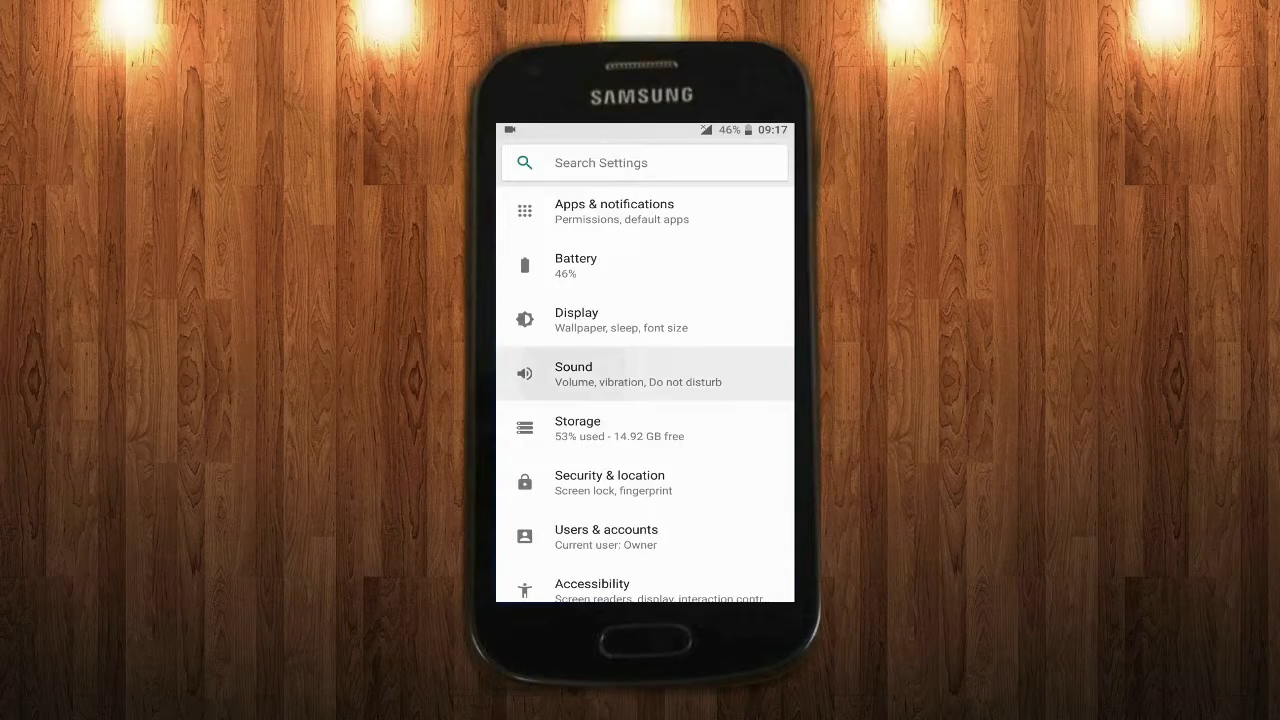 SAMSUNG
46% 09:17
Search Settings
Apps & notifications
Permissions, default apps
Battery
46%
Display
Wallpaper, sleep, font size
Sound
Volume, vibration, Do not disturb
Storage
53% used - 14.92 GB free
Security & location
Screen lock, fingerprint
Users & accounts
Current user: Owner
Accessibility
Screen readers, display, interaction contr.